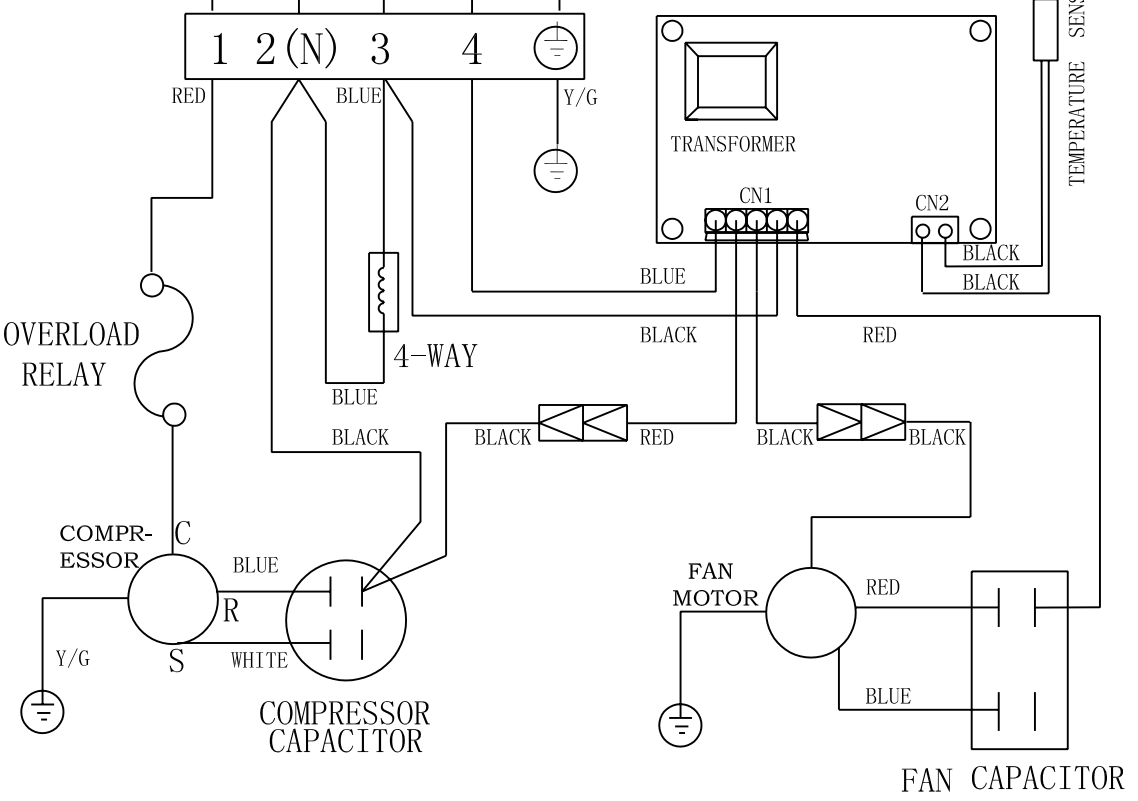 1 2(N) 3 4
RED
BLUE
Y/G
TRANSFORMER
CN1
CN2
TEMPERATURE SENS
BLACK
BLACK
BLUE
BLACK
RED
OVERLOAD
RELAY
4-WAY
BLUE
BLACK
BLACK
RED
BLACK
BLACK
COMPR-
ESSOR
C
BLUE
R
S
WHITE
Y/G
COMPRESSOR
CAPACITOR
FAN
MOTOR
RED
BLUE
FAN CAPACITOR